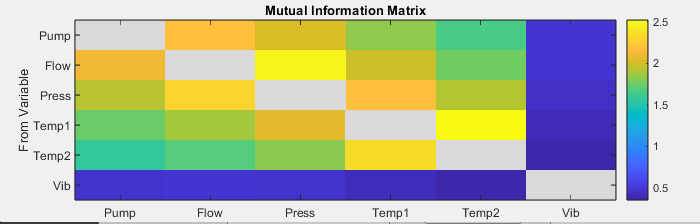 Mutual Information Matrix
From Variable
Pump
Flow
Press
Temp1
Temp2
Vib
Pump Flow Press Temp1 Temp2 Vib
2.5
2
1.5
1
0.5